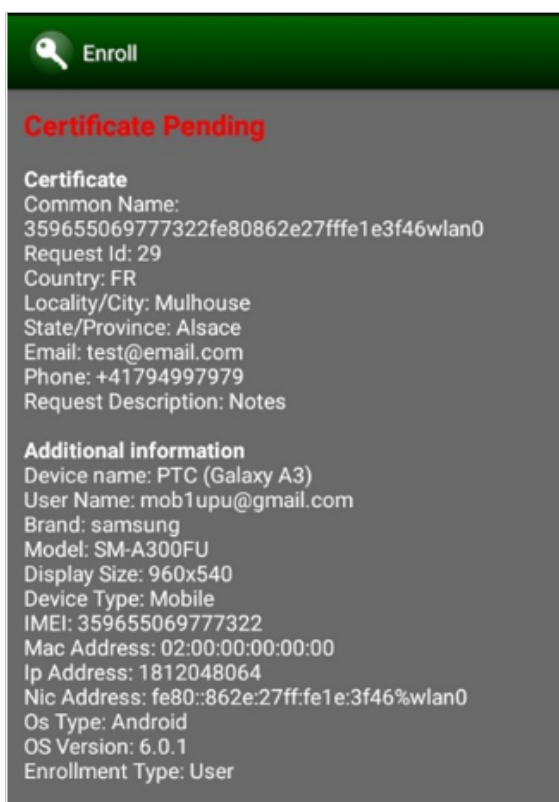 Enroll
Certificate Pending
Certificate
Common Name:
359655069777322fe80862e27fffe1e3f46wlan0
Request Id: 29
Country: FR
Locality/City: Mulhouse
State/Province: Alsace
Email: test@email.com
Phone: +41794997979
Request Description: Notes
Additional information
Device name: PTC (Galaxy A3)
User Name: mob1upu@gmail.com
Brand: samsung
Model: SM-A300FU
Display Size: 960x540
Device Type: Mobile
IMEI: 359655069777322
Mac Address: 02:00:00:00:00:00
Ip Address: 1812048064
Nic Address: fe80::862e:27ff:fe1e:3f46%wlan0
Os Type: Android
OS Version: 6.0.1
Enrollment Type: User